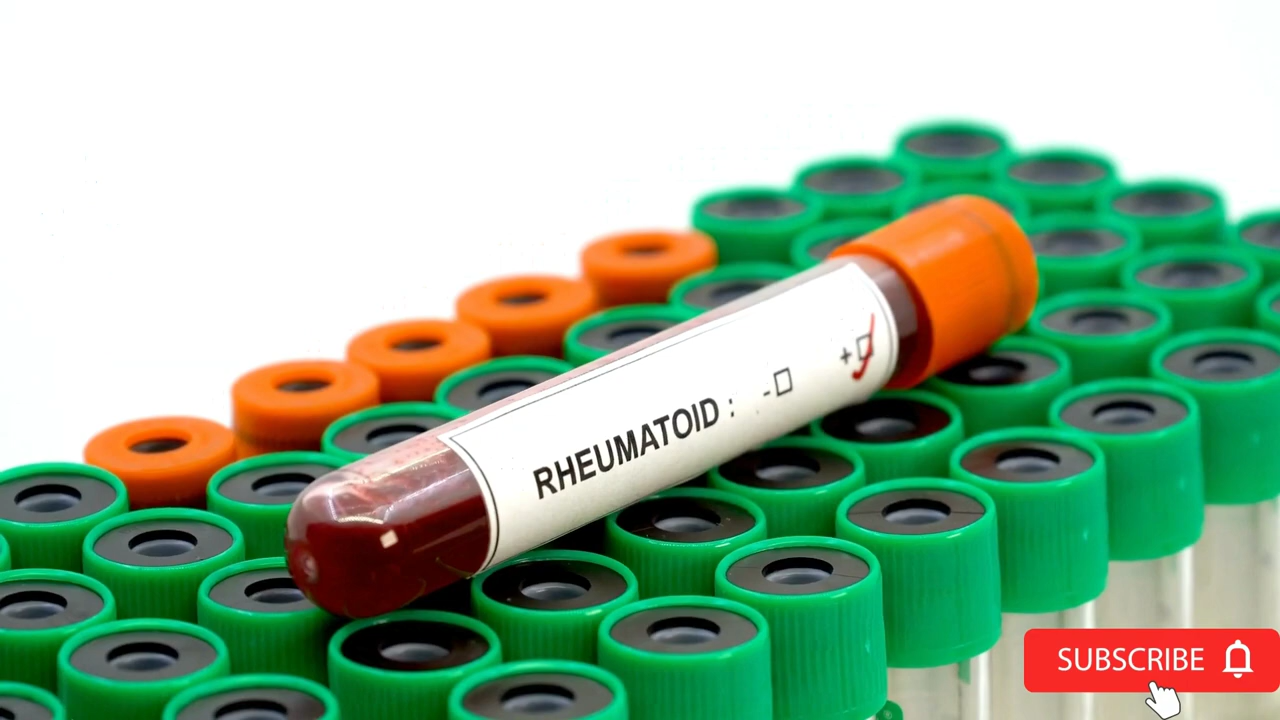 RHEUMATOID : -☐ +☐
SUBSCRIBE